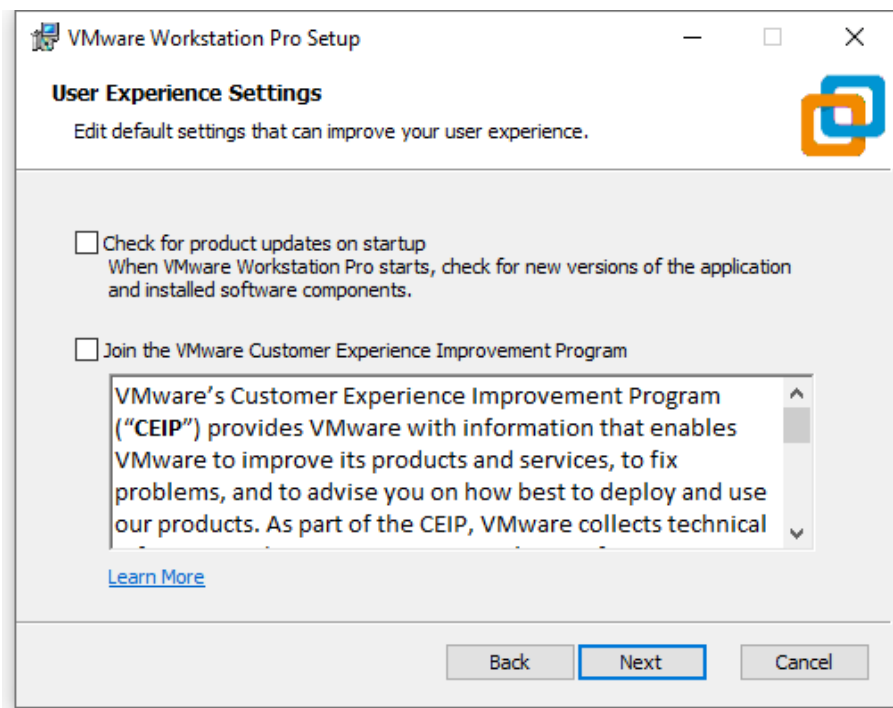 VMware Workstation Pro Setup
User Experience Settings
Edit default settings that can improve your user experience.
Check for product updates on startup
When VMware Workstation Pro starts, check for new versions of the application
and installed software components.
Join the VMware Customer Experience Improvement Program
VMware's Customer Experience Improvement Program
("CEIP") provides VMware with information that enables
VMware to improve its products and services, to fix
problems, and to advise you on how best to deploy and use
our products. As part of the CEIP, VMware collects technical
Learn More
Back
Next
Cancel